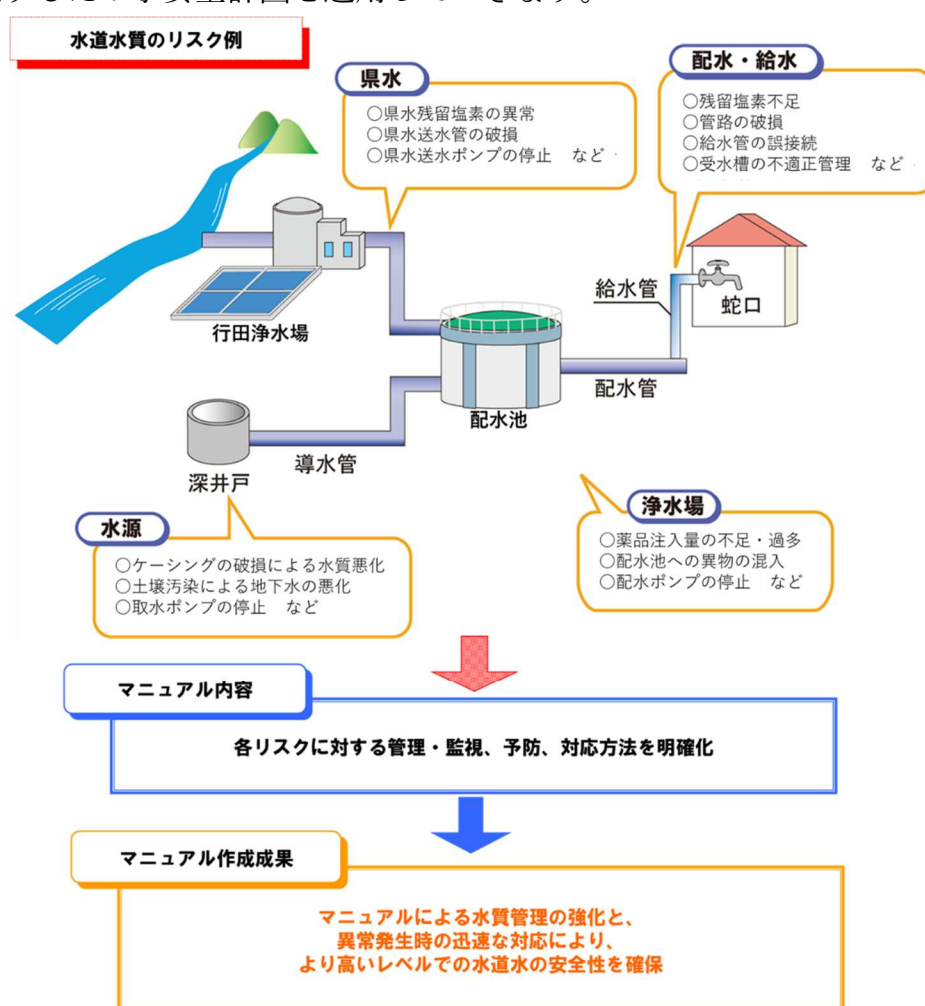 水道水質のリスク例
県水
○県水残留塩素の異常
○県水送水管の破損
○県水送水ポンプの停止 など
配水・給水
○残留塩素不足
○管路の破損
○給水管の誤接続
○受水槽の不適正管理 など
給水管
蛇口
行田浄水場
配水管
配水池
導水管
深井戸
水源
○ケーシングの破損による水質悪化
○土壌汚染による地下水の悪化
○取水ポンプの停止 など
浄水場
○薬品注入量の不足・過多
○配水池への異物の混入
○配水ポンプの停止 など
マニュアル内容
各リスクに対する管理・監視、予防、対応方法を明確化
マニュアル作成成果
マニュアルによる水質管理の強化と、
異常発生時の迅速な対応により、
より高いレベルでの水道水の安全性を確保